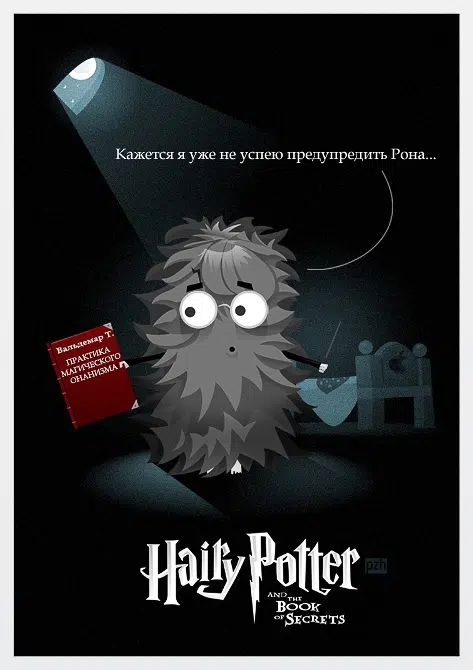 Кажется я уже не успею предупредить Рона...
Вальдемар Т.
ПРАКТИКА
МАГИЧЕСКОГО
ОНАНИЗМА
Hairy Potter
AND THE
BOOK
OF SECRETS
pzh